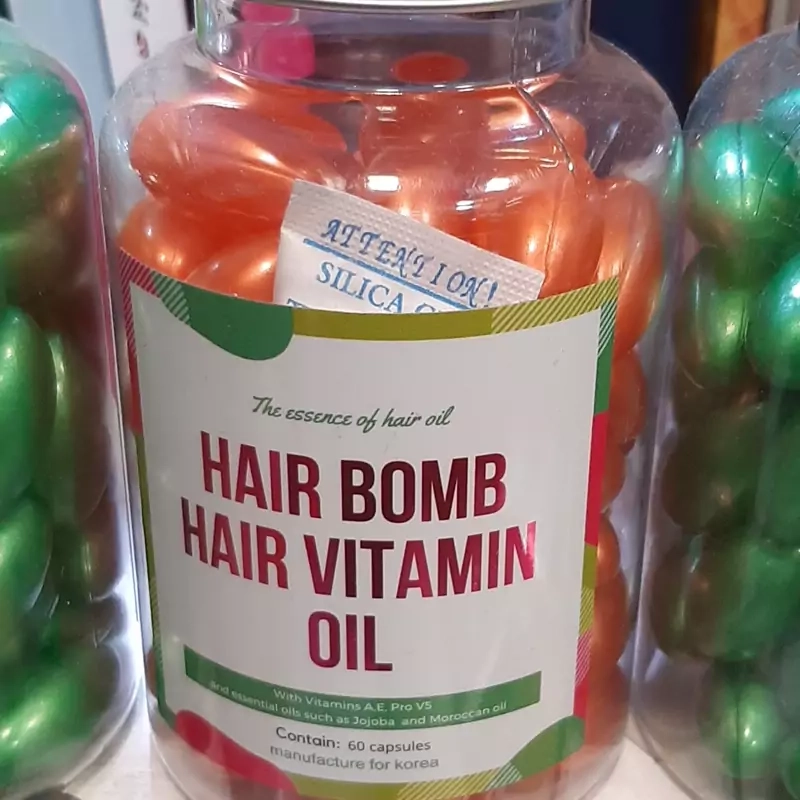 ATTENTION!
SILICA
The essence of hair oil
HAIR BOMB
HAIR VITAMIN
OIL
With Vitamins A,E, Pro V5
and essential oils such as Jojoba and Moroccan oil
Contain: 60 capsules
manufacture for korea